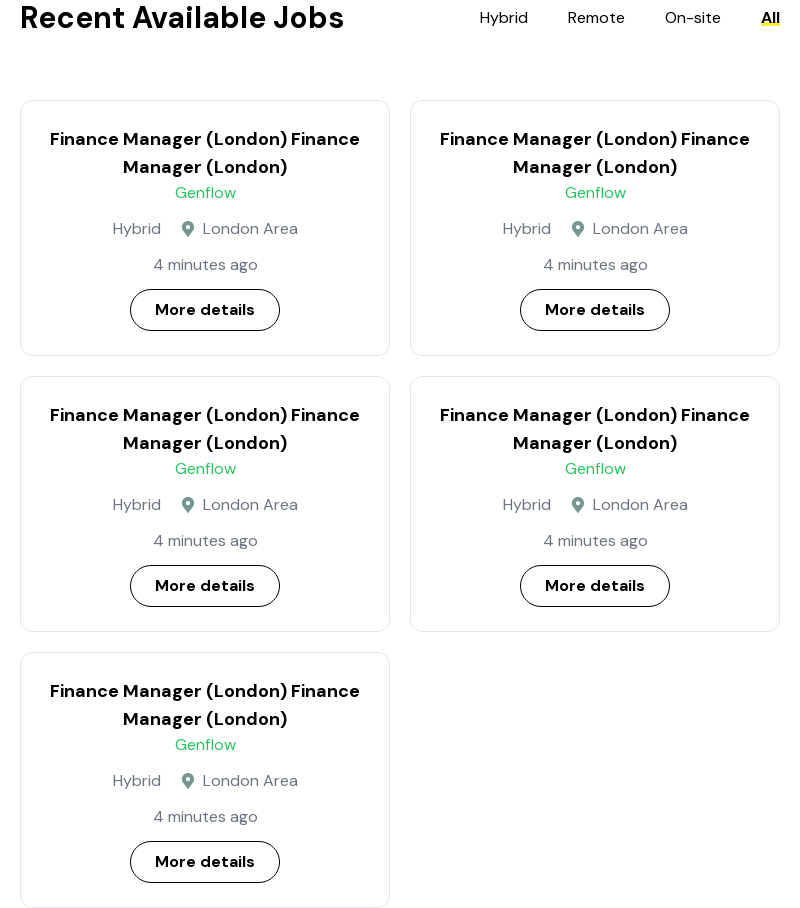 Recent Available Jobs
Hybrid Remote On-site All
Finance Manager (London) Finance
Manager (London)
Genflow
Hybrid London Area
4 minutes ago
More details
Finance Manager (London) Finance
Manager (London)
Genflow
Hybrid London Area
4 minutes ago
More details
Finance Manager (London) Finance
Manager (London)
Genflow
Hybrid London Area
4 minutes ago
More details
Finance Manager (London) Finance
Manager (London)
Genflow
Hybrid London Area
4 minutes ago
More details
Finance Manager (London) Finance
Manager (London)
Genflow
Hybrid London Area
4 minutes ago
More details